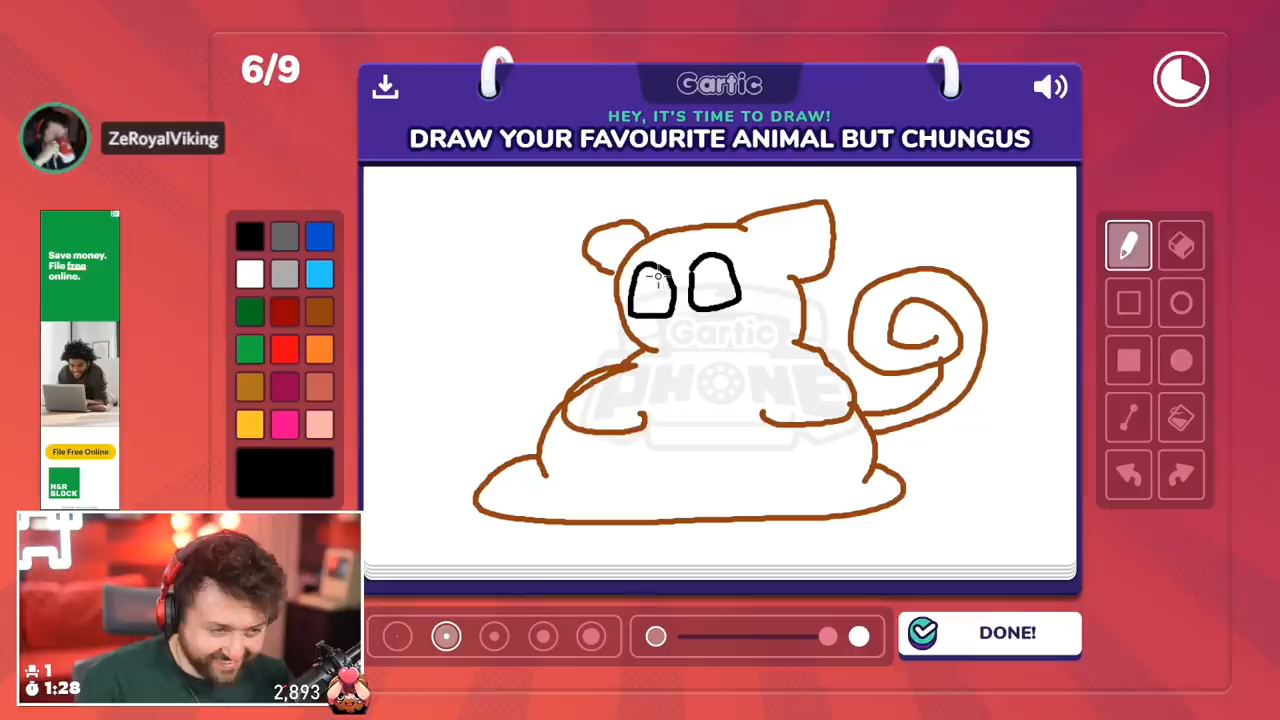 6/9
Gartic
HEY, IT'S TIME TO DRAW!
DRAW YOUR FAVOURITE ANIMAL BUT CHUNGUS
ZeRoyalViking
Save money.
File free
online.
File Free Online
H&R
BLOCK
Gartic
PHONE
DONE!
1
1:28
2,893